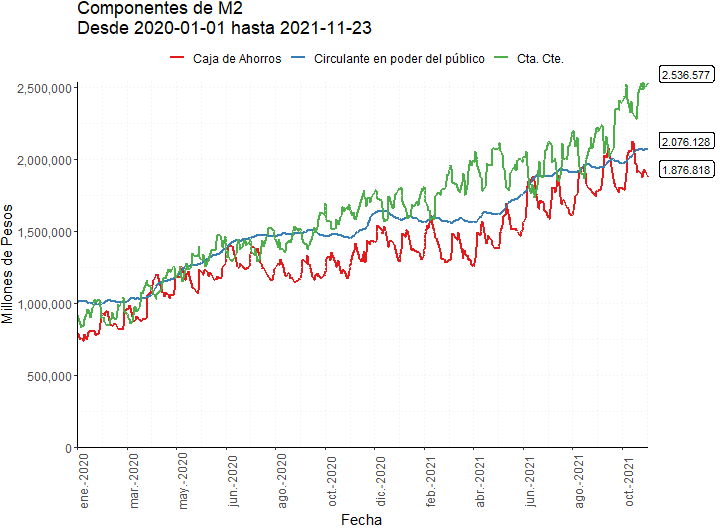 Componentes de M2
Desde 2020-01-01 hasta 2021-11-23
Caja de Ahorros Circulante en poder del público Cta. Cte.
2.536.577
2,500,000
2.076.128
2,000,000
1.876.818
1,500,000
1,000,000
500,000
0
Millones de Pesos
ene.-2020
mar.-2020
may.-2020
jun.-2020
ago.-2020
oct.-2020
dic.-2020
feb.-2021
abr.-2021
jun.-2021
ago.-2021
oct.-2021
Fecha